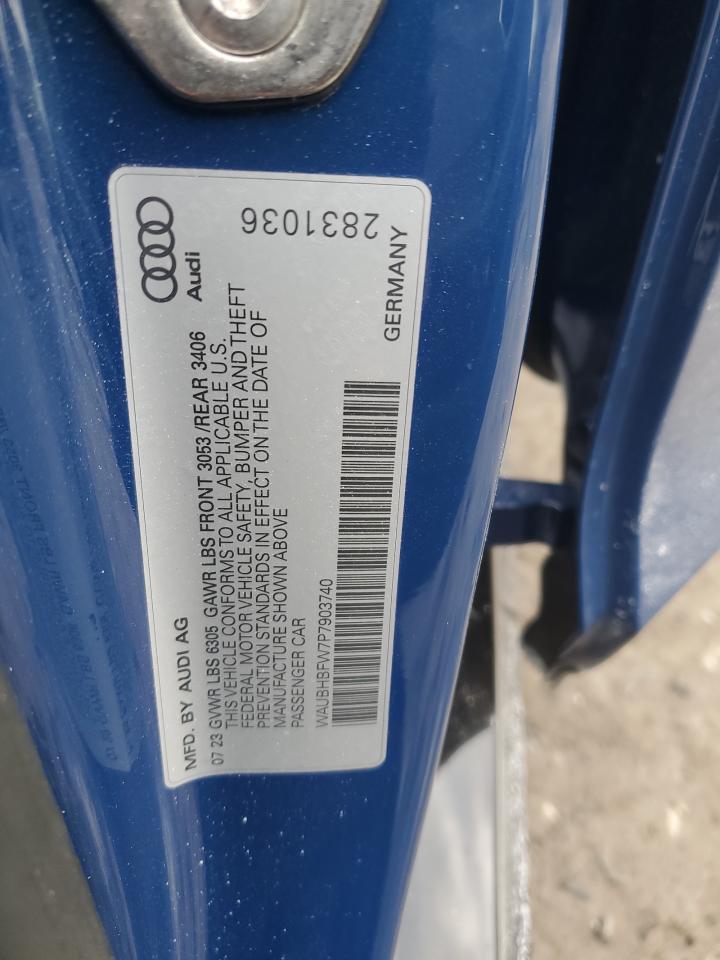 MFD. BY AUDI AG
Audi
07 23 GVWR LBS 6305 GAWR LBS FRONT 3053 /REAR 3406
THIS VEHICLE CONFORMS TO ALL APPLICABLE U.S.
FEDERAL MOTOR VEHICLE SAFETY, BUMPER AND THEFT
PREVENTION STANDARDS IN EFFECT ON THE DATE OF
MANUFACTURE SHOWN ABOVE
PASSENGER CAR
WAUBHBFW7P7903740
GERMANY
2831036